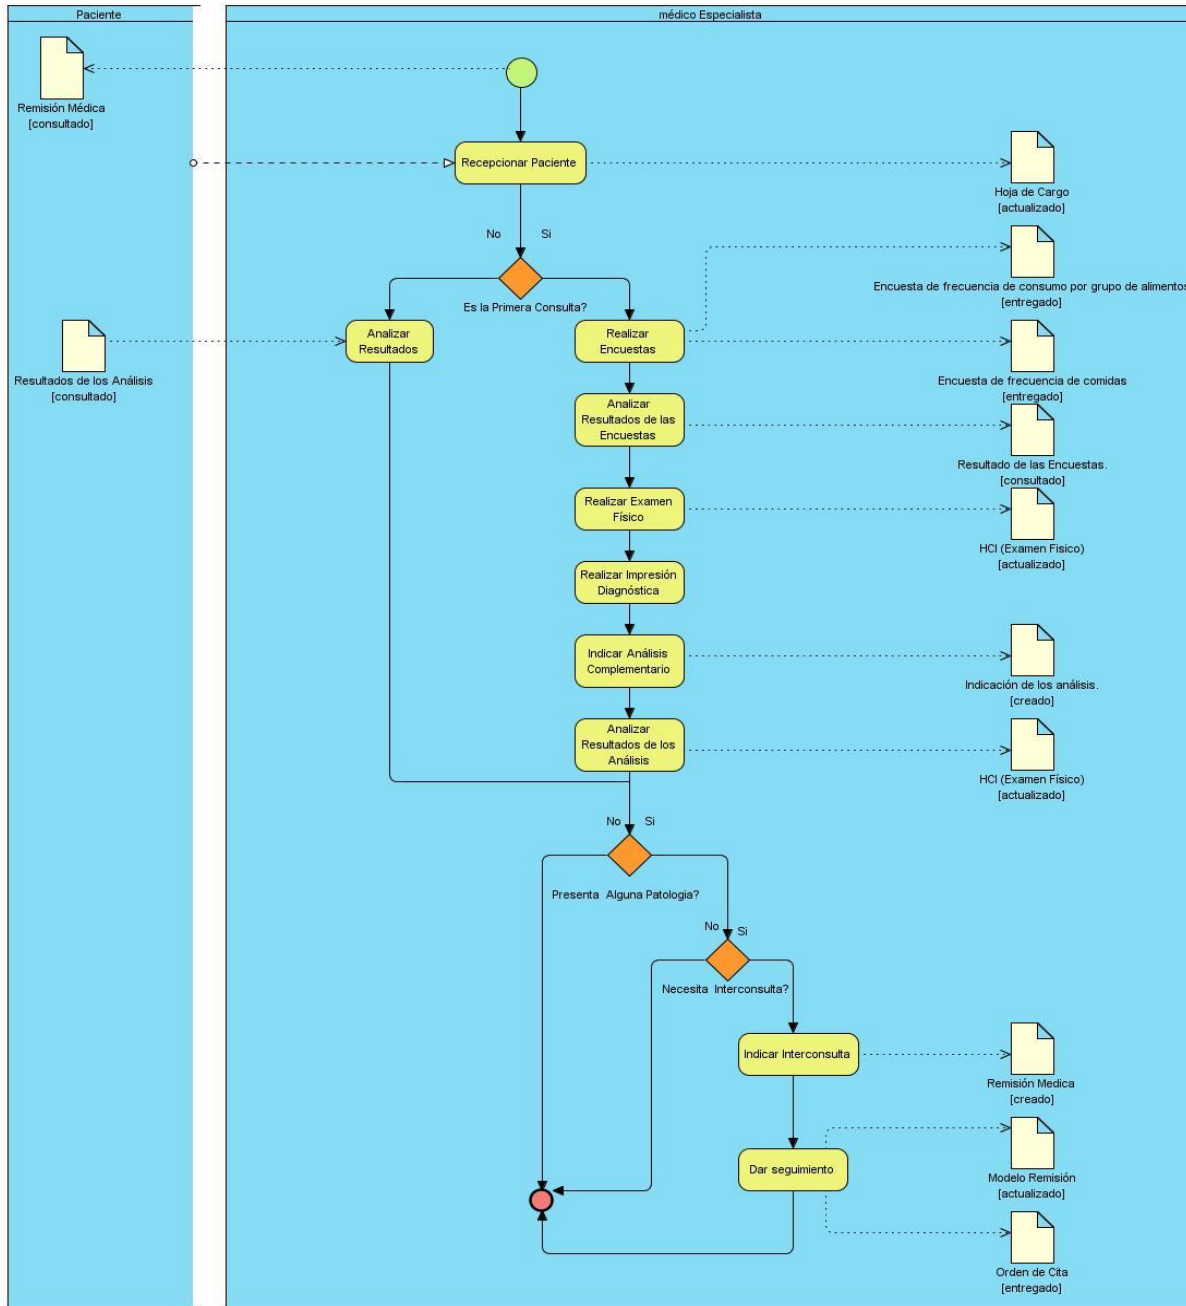 Paciente
médico Especialista
Remisión Médica
[consultado]
Recepcionar Paciente
Hoja de Cargo
[actualizado]
No
Si
Es la Primera Consulta?
Encuesta de frecuencia de consumo por grupo de alimentos
[entregado]
Analizar
Resultados
Realizar
Encuestas
Resultados de los Análisis
[consultado]
Encuesta de frecuencia de comidas
[entregado]
Analizar
Resultados de las
Encuestas
Resultado de las Encuestas.
[consultado]
Realizar Examen
Físico
HCI (Examen Fisico)
[actualizado]
Realizar Impresión
Diagnóstica
Indicar Análisis
Complementario
Indicación de los análisis.
[creado]
Analizar
Resultados de los
Análisis
HCI (Examen Físico)
[actualizado]
No
Si
Presenta Alguna Patologia?
No
Si
Necesita Interconsulta?
Indicar Interconsulta
Remisión Medica
[creado]
Dar seguimiento
Modelo Remisión
[actualizado]
Orden de Cita
[entregado]